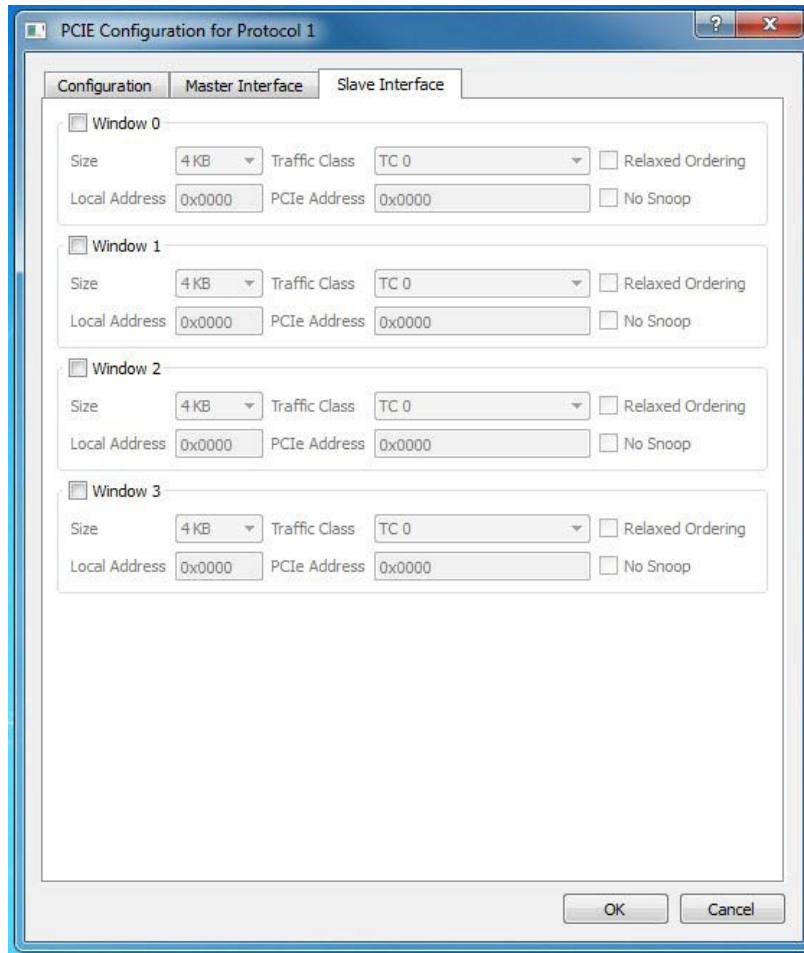 PCIE Configuration for Protocol 1
Configuration Master Interface Slave Interface
Window 0
Size 4 KB Traffic Class TC 0 Relaxed Ordering
Local Address 0x0000 PCIe Address 0x0000 No Snoop
Window 1
Size 4 KB Traffic Class TC 0 Relaxed Ordering
Local Address 0x0000 PCIe Address 0x0000 No Snoop
Window 2
Size 4 KB Traffic Class TC 0 Relaxed Ordering
Local Address 0x0000 PCIe Address 0x0000 No Snoop
Window 3
Size 4 KB Traffic Class TC 0 Relaxed Ordering
Local Address 0x0000 PCIe Address 0x0000 No Snoop
OK Cancel